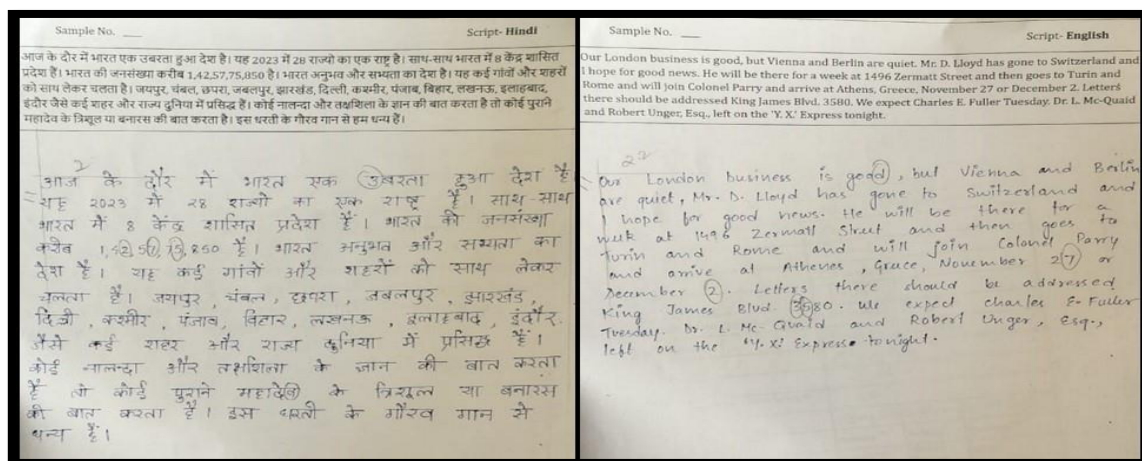 Sample No. ___
Script- Hindi
आज के दौर में भारत एक उबरता हुआ देश है। यह 2023 में 28 राज्यो का एक राष्ट्र है। साथ-साथ भारत में 8 केंद्र शासित
प्रदेश हैं। भारत की जनसंख्या करीब 1,42,57,75,850 है। भारत अनुभव और सभ्यता का देश है। यह कई गांवों और शहरों
को साथ लेकर चलता है। जयपुर, चंबल, छपरा, जबलपुर, झारखंड, दिल्ली, कश्मीर, पंजाब, बिहार, लखनऊ, इलाहबाद,
इंदौर जैसे कई शहर और राज्य दुनिया में प्रसिद्ध हैं। कोई नालन्दा और तक्षशिला के ज्ञान की बात करता है तो कोई पुराने
महादेव के त्रिशूल या बनारस की बात करता है। इस धरती के गौरव गान से हम धन्य हैं।
2
आज के दौर में भारत एक उबरता हुआ देश है
यह 2023 में 28 राज्यो का एक राष्ट्र है। साथ-साथ
भारत में 8 केंद्र शासित प्रदेश हैं। भारत की जनसंख्या
करीब 850 है। भारत अनुभव और सभ्यता का
देश है। यह कई गांवों और शहरों को साथ लेकर
चलता है। जयपुर, चंबल, छपरा, जबलपुर, झारखंड,
दिल्ली, कश्मीर, पंजाब, बिहार, लखनऊ, इलाहबाद, इंदौर
जैसे कई शहर और राज्य दुनिया में प्रसिद्ध हैं।
कोई नालन्दा और तक्षशिला के ज्ञान की बात करता
है तो कोई पुराने महादेव के त्रिशूल या बनारस
की बात करता है। इस धरती के गौरव गान से
धन्य हैं।
Sample No. ___
Script- English
Our London business is good, but Vienna and Berlin are quiet. Mr. D. Lloyd has gone to Switzerland and
I hope for good news. He will be there for a week at 1496 Zermatt Street and then goes to Turin and
Rome and will join Colonel Parry and arrive at Athens, Greece, November 27 or December 2. Letters
there should be addressed King James Blvd. 3580. We expect Charles E. Fuller Tuesday. Dr. L. Mc-Quaid
and Robert Unger, Esq., left on the 'Y. X.' Express tonight.
22
Our London business is good, but Vienna and Berlin
are quiet, Mr. D. Lloyd has gone to Switzerland and
I hope for good news. He will be there for a
week at 1496 Zermatt Street and then goes to
Turin and Rome and will join Colonel Parry
and arrive at Athenes, Grece, November 27 or
December 2. Letters there should be addressed
King James Blvd. 3580. We expect Charles E. Fuller
Tuesday. Dr. L. Mc-Quaid and Robert Unger, Esq.,
left on the 'Y. X.' Express tonight.